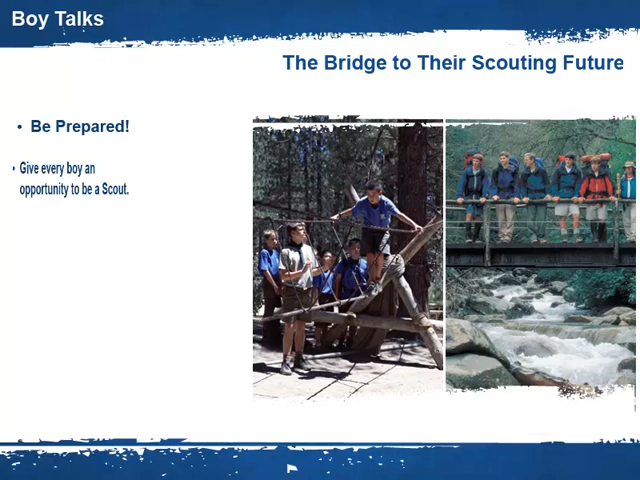 Boy Talks
The Bridge to Their Scouting Future
• Be Prepared!
• Give every boy an
opportunity to be a Scout.